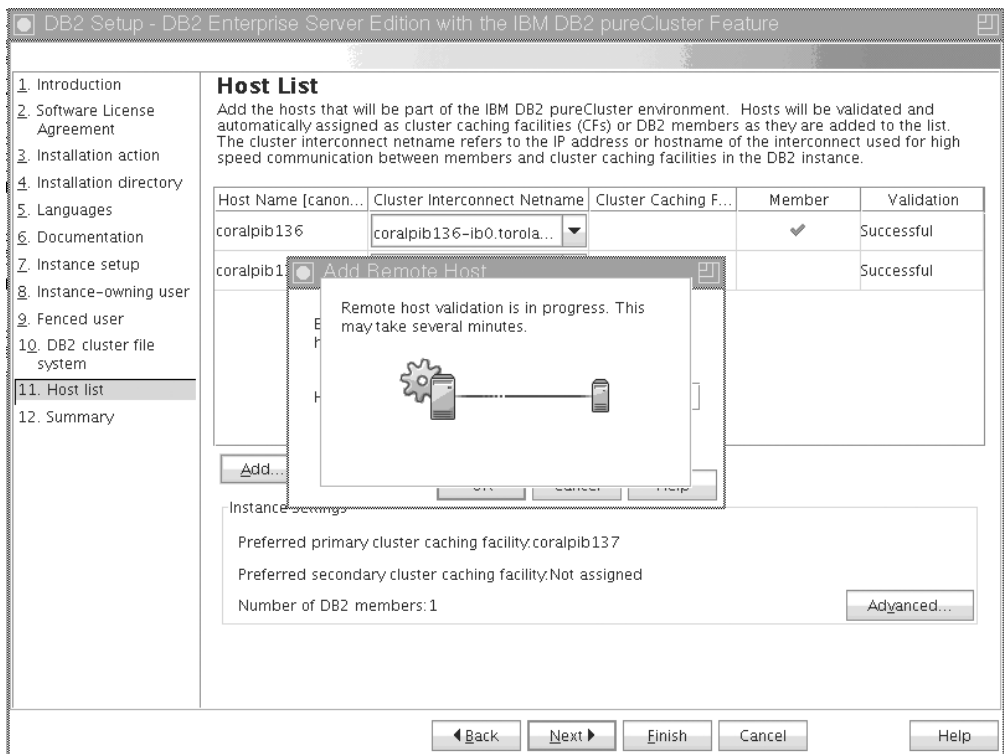 DB2 Setup - DB2 Enterprise Server Edition with the IBM DB2 pureCluster Feature
1. Introduction
2. Software License
Agreement
3. Installation action
4. Installation directory
5. Languages
6. Documentation
7. Instance setup
8. Instance-owning user
9. Fenced user
10. DB2 cluster file
system
11. Host list
12. Summary
Host List
Add the hosts that will be part of the IBM DB2 pureCluster environment. Hosts will be validated and
automatically assigned as cluster caching facilities (CFs) or DB2 members as they are added to the list.
The cluster interconnect netname refers to the IP address or hostname of the interconnect used for high
speed communication between members and cluster caching facilities in the DB2 instance.
Host Name [canon... Cluster Interconnect Netname Cluster Caching F... Member Validation
coralpib136 coralpib136-ib0.torola... Successful
coralpib1 Successful
Add Remote Host
Remote host validation is in progress. This
may take several minutes.
Add...
Instance Settings
Preferred primary cluster caching facility:coralpib137
Preferred secondary cluster caching facility:Not assigned
Number of DB2 members:1
Advanced...
Back Next Finish Cancel Help